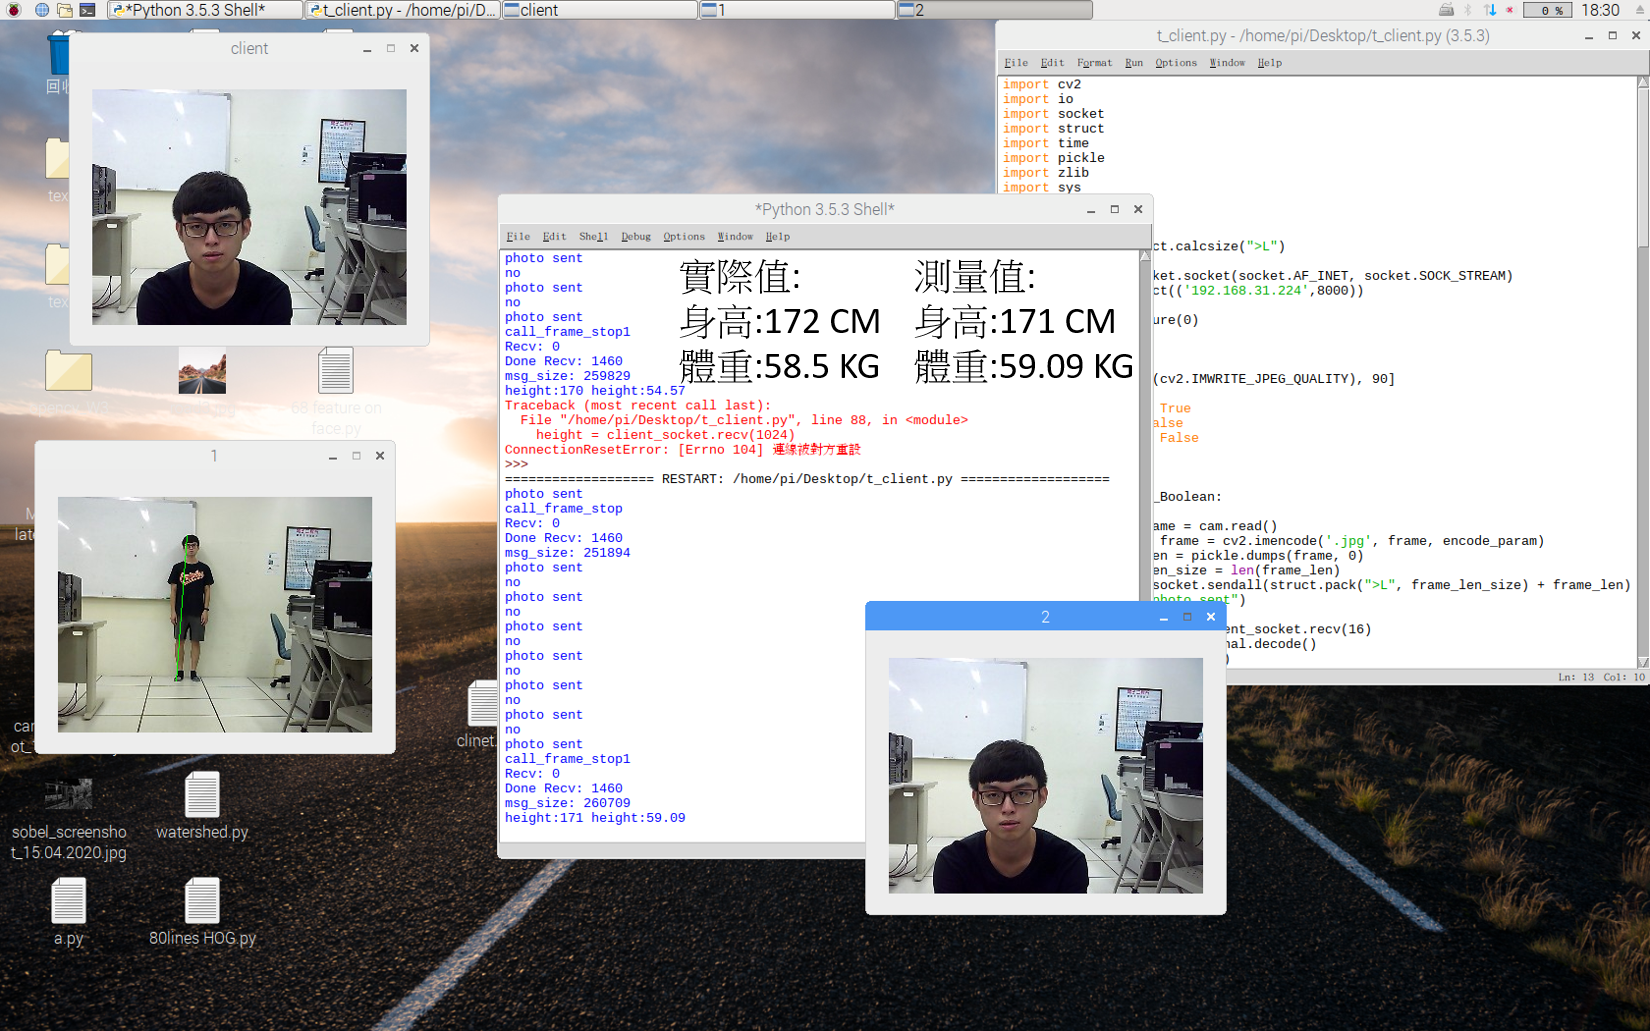 *Python 3.5.3 Shell*
t_client.py - /home/pi/D...
client
1
2
0 %
18:30
client
回收
tex
tex
68 feature on
face.py
1
clinet.
sobel_screensho
t_15.04.2020.jpg
watershed.py
a.py
80lines HOG.py
*Python 3.5.3 Shell*
File Edit Shell Debug Options Window Help
photo sent
no
photo sent
no
photo sent
call_frame_stop1
Recv: 0
Done Recv: 1460
msg_size: 259829
height:170 height:54.57
Traceback (most recent call last):
File "/home/pi/Desktop/t_client.py", line 88, in <module>
height = client_socket.recv(1024)
ConnectionResetError: [Errno 104] 連線被對方重設
>>>
=================== RESTART: /home/pi/Desktop/t_client.py ===================
photo sent
call_frame_stop
Recv: 0
Done Recv: 1460
msg_size: 251894
photo sent
no
photo sent
no
photo sent
no
photo sent
no
photo sent
no
photo sent
no
photo sent
call_frame_stop1
Recv: 0
Done Recv: 1460
msg_size: 260709
height:171 height:59.09
實際值:
身高:172 CM
體重:58.5 KG
測量值:
身高:171 CM
體重:59.09 KG
2
t_client.py - /home/pi/Desktop/t_client.py (3.5.3)
File Edit Format Run Options Window Help
import cv2
import io
import socket
import struct
import time
import pickle
import zlib
import sys
ct.calcsize(">L")
ket.socket(socket.AF_INET, socket.SOCK_STREAM)
ct(('192.168.31.224',8000))
ure(0)
(cv2.IMWRITE_JPEG_QUALITY), 90]
True
alse
False
_Boolean:
ame = cam.read()
frame = cv2.imencode('.jpg', frame, encode_param)
en = pickle.dumps(frame, 0)
en_size = len(frame_len)
socket.sendall(struct.pack(">L", frame_len_size) + frame_len)
photo sent")
ent_socket.recv(16)
nal.decode()
)
Ln: 13 Col: 10